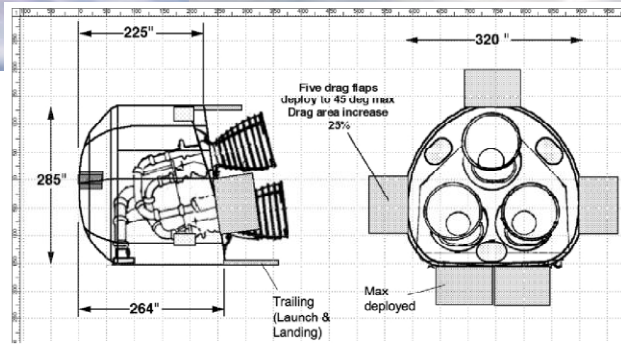 225"
320 "
Five drag flaps
deploy to 45 deg max
Drag area increase
25%
285"
264"
Trailing
(Launch &
Landing)
Max
deployed